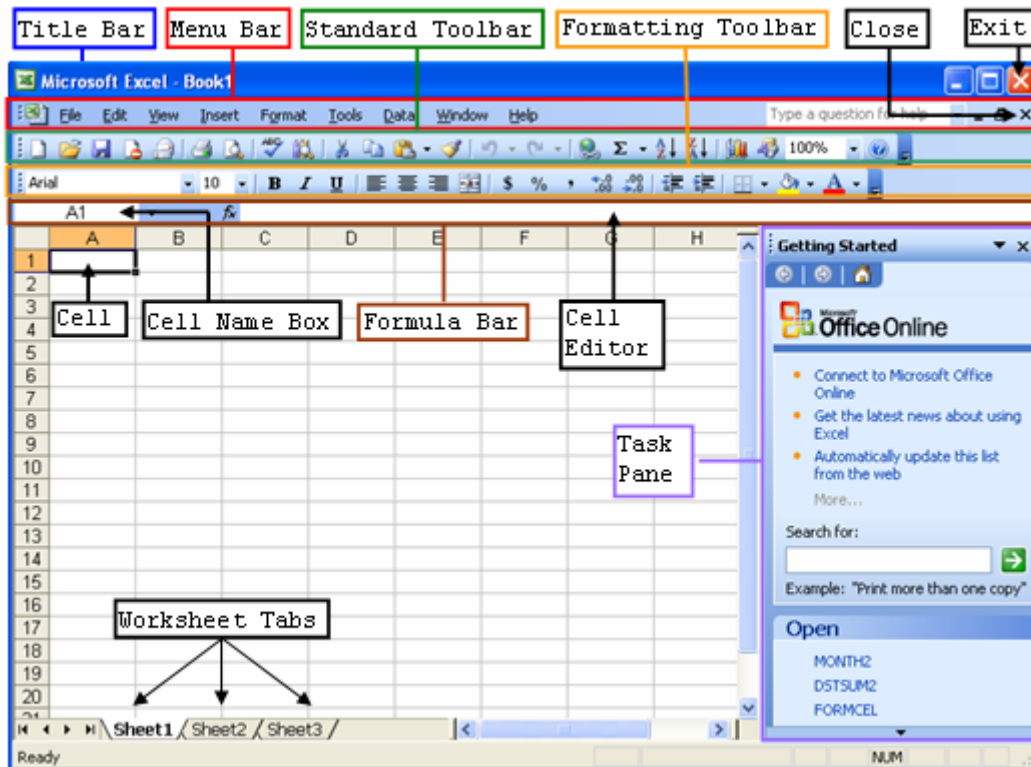 Title Bar Menu Bar Standard Toolbar Formatting Toolbar Close Exit
Microsoft Excel - Book1
File Edit View Insert Format Tools Data Window Help Type a question for help
ABC Σ A Z 100% ?
Arial 10 B I U $ % , .00 A
A1 fx
A B C D E F G H
1
2
3
4
5
6
7
8
9
10
11
12
13
14
15
16
17
18
19
20
21
Cell
Cell Name Box
Formula Bar
Cell
Editor
Task
Pane
Worksheet Tabs
Sheet1 Sheet2 Sheet3
Getting Started
Microsoft
Office Online
Connect to Microsoft Office
Online
Get the latest news about using
Excel
Automatically update this list
from the web
More...
Search for:
Example: "Print more than one copy"
Open
MONTH2
DSTSUM2
FORMCEL
Ready NUM